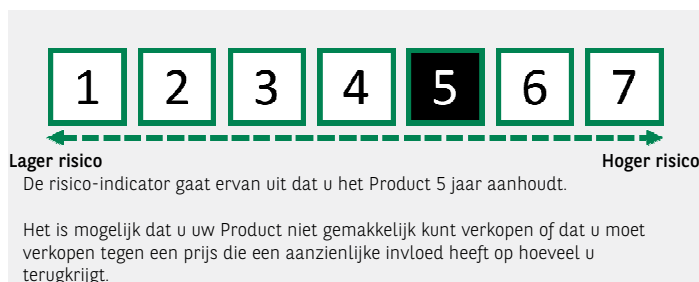 1 2 3 4 5 6 7
Lager risico Hoger risico
De risico-indicator gaat ervan uit dat u het Product 5 jaar aanhoudt.
Het is mogelijk dat u uw Product niet gemakkelijk kunt verkopen of dat u moet
verkopen tegen een prijs die een aanzienlijke invloed heeft op hoeveel u
terugkrijgt.